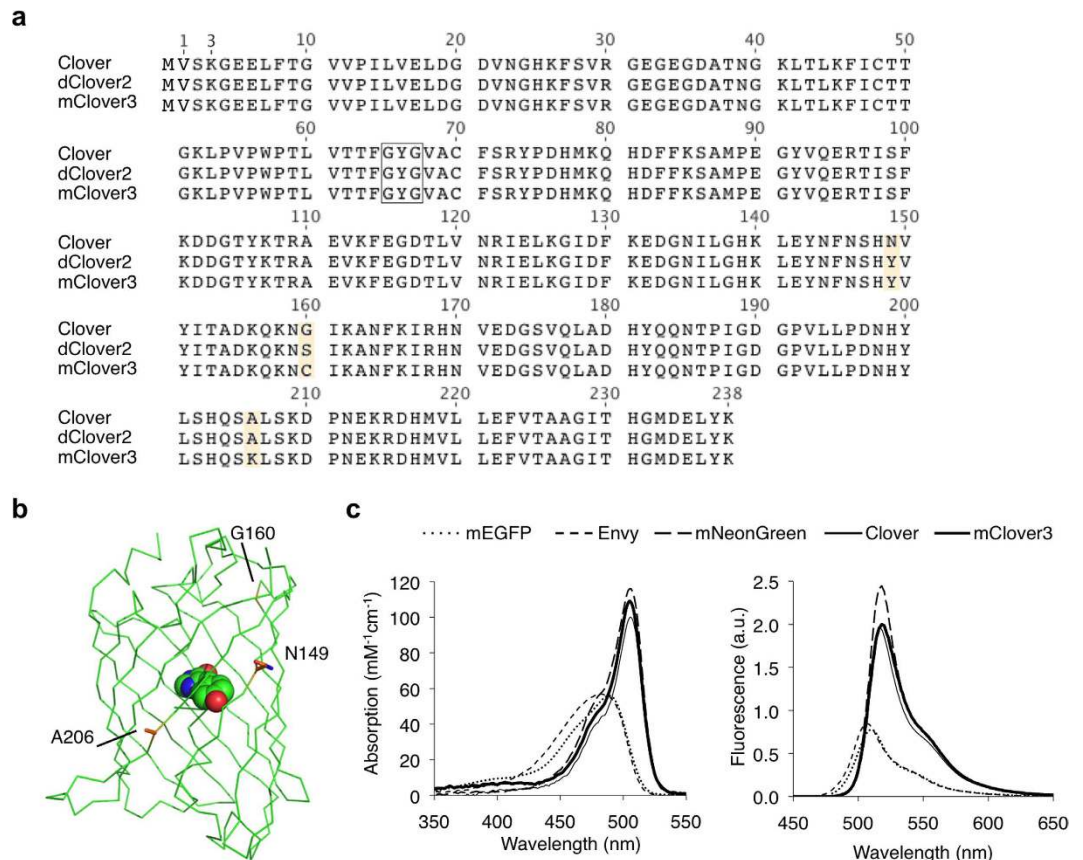 a
1 3 10 20 30 40 50
Clover MVSKGEELFTG VVPILVELDG DVNGHKFSVR GEGEGDATNG KLTLKFICTT
dClover2 MVSKGEELFTG VVPILVELDG DVNGHKFSVR GEGEGDATNG KLTLKFICTT
mClover3 MVSKGEELFTG VVPILVELDG DVNGHKFSVR GEGEGDATNG KLTLKFICTT
60 70 80 90 100
Clover GKLPVPWPTL VTTFGYGVAC FSRYPDHMKQ HDFFKSAMPE GYVQERTISF
dClover2 GKLPVPWPTL VTTFGYGVAC FSRYPDHMKQ HDFFKSAMPE GYVQERTISF
mClover3 GKLPVPWPTL VTTFGYGVAC FSRYPDHMKQ HDFFKSAMPE GYVQERTISF
110 120 130 140 150
Clover KDDGTYKTRA EVKFEGDTLV NRIELKGIDF KEDGNILGHK LEYNFNSHNV
dClover2 KDDGTYKTRA EVKFEGDTLV NRIELKGIDF KEDGNILGHK LEYNFNSHYV
mClover3 KDDGTYKTRA EVKFEGDTLV NRIELKGIDF KEDGNILGHK LEYNFNSHYV
160 170 180 190 200
Clover YITADKQKNG IKANFKIRHN VEDGSVQLAD HYQQNTPIGD GPVLLPDNHY
dClover2 YITADKQKNS IKANFKIRHN VEDGSVQLAD HYQQNTPIGD GPVLLPDNHY
mClover3 YITADKQKNC IKANFKIRHN VEDGSVQLAD HYQQNTPIGD GPVLLPDNHY
210 220 230 238
Clover LSHQSALSKD PNEKRDHMVL LEFVTAAGIT HGMDELYK
dClover2 LSHQSALSKD PNEKRDHMVL LEFVTAAGIT HGMDELYK
mClover3 LSHQSKLSKD PNEKRDHMVL LEFVTAAGIT HGMDELYK
b
G160
N149
A206
c
mEGFP Envy mNeonGreen Clover mClover3
Absorption (mM-1cm-1)
120
100
80
60
40
20
0
350 400 450 500 550
Wavelength (nm)
Fluorescence (a.u.)
2.5
2.0
1.5
1.0
0.5
0.0
450 500 550 600 650
Wavelength (nm)